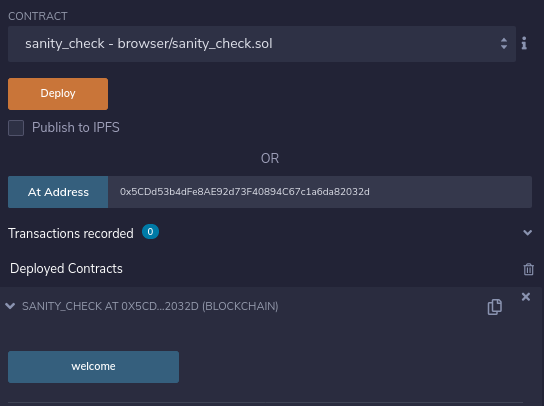 CONTRACT
sanity_check - browser/sanity_check.sol
Deploy
Publish to IPFS
OR
At Address 0x5CDd53b4dFe8AE92d73F40894C67c1a6da82032d
Transactions recorded 0
Deployed Contracts
SANITY_CHECK AT 0X5CD...2032D (BLOCKCHAIN)
welcome